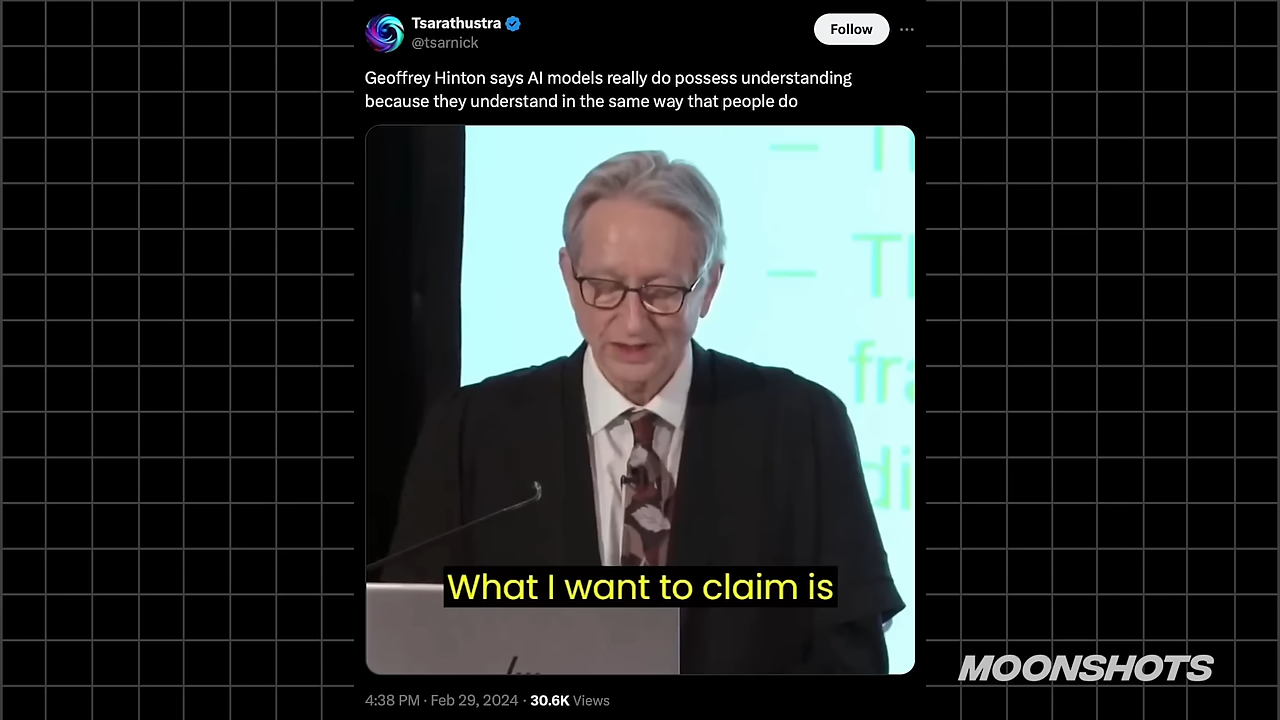 Tsarathustra
@tsarnick
Follow
Geoffrey Hinton says AI models really do possess understanding
because they understand in the same way that people do
What I want to claim is
4:38 PM · Feb 29, 2024 · 30.6K Views
MOONSHOTS